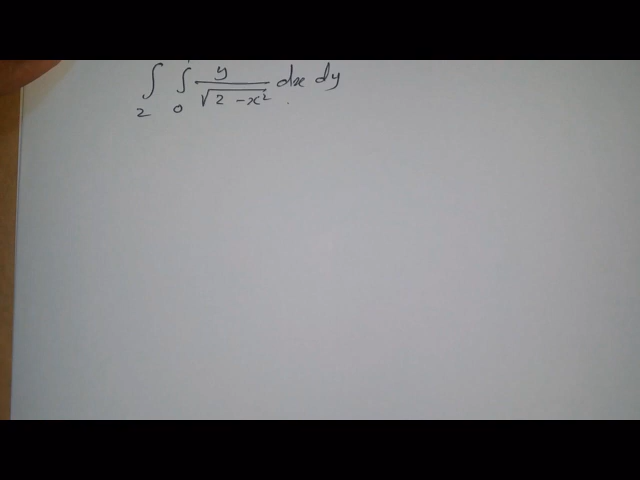 ∫₂ ∫₀ y/√(2 - x²) dx dy